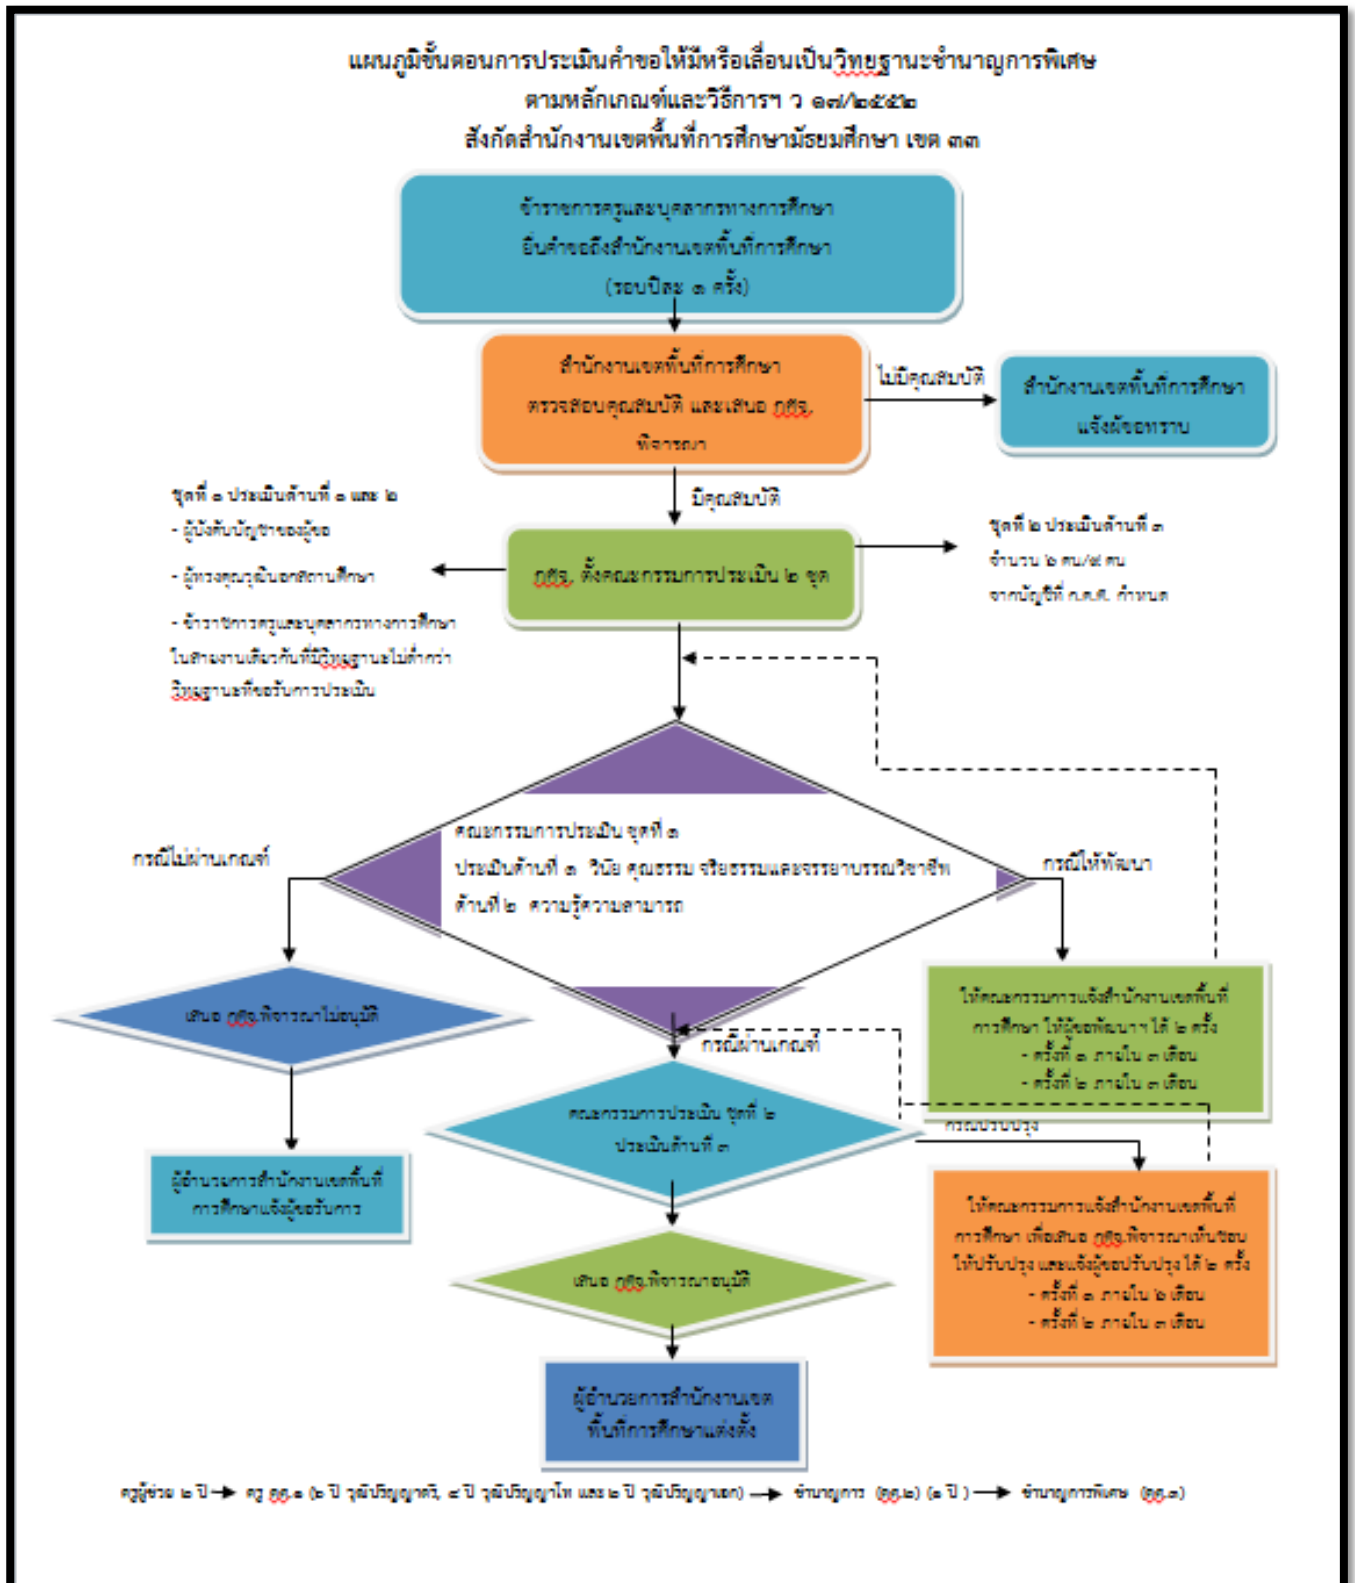 แผนภูมิขั้นตอนการประเมินคำขอให้มีหรือเลื่อนเป็นวิทยฐานะชำนาญการพิเศษ
ตามหลักเกณฑ์และวิธีการฯ ว ๑๗/๒๕๕๒
สังกัดสำนักงานเขตพื้นที่การศึกษามัธยมศึกษา เขต ๓๓
ข้าราชการครูและบุคลากรทางการศึกษา
ยื่นคำขอถึงสำนักงานเขตพื้นที่การศึกษา
(รอบปีละ ๑ ครั้ง)
สำนักงานเขตพื้นที่การศึกษา
ตรวจสอบคุณสมบัติ และเสนอ กศจ.
พิจารณา
ไม่มีคุณสมบัติ
สำนักงานเขตพื้นที่การศึกษา
แจ้งผู้ขอทราบ
มีคุณสมบัติ
ชุดที่ ๑ ประเมินด้านที่ ๑ และ ๒
- ผู้บังคับบัญชาของผู้ขอ
- ผู้ทรงคุณวุฒินอกสถานศึกษา
- ข้าราชการครูและบุคลากรทางการศึกษา
ในสายงานเดียวกันที่มีวิทยฐานะไม่ต่ำกว่า
วิทยฐานะที่ขอรับการประเมิน
กศจ. ตั้งคณะกรรมการประเมิน ๒ ชุด
ชุดที่ ๒ ประเมินด้านที่ ๓
จำนวน ๖ คน/๙ คน
จากบัญชีที่ ก.ค.ศ. กำหนด
คณะกรรมการประเมิน ชุดที่ ๑
ประเมินด้านที่ ๑ วินัย คุณธรรม จริยธรรมและจรรยาบรรณวิชาชีพ
ด้านที่ ๒ ความรู้ความสามารถ
กรณีไม่ผ่านเกณฑ์
กรณีให้พัฒนา
เสนอ กศจ.พิจารณาไม่อนุมัติ
ให้คณะกรรมการแจ้งสำนักงานเขตพื้นที่
การศึกษา ให้ผู้ขอพัฒนาฯ ได้ ๒ ครั้ง
- ครั้งที่ ๑ ภายใน ๓ เดือน
- ครั้งที่ ๒ ภายใน ๓ เดือน
กรณีผ่านเกณฑ์
คณะกรรมการประเมิน ชุดที่ ๒
ประเมินด้านที่ ๓
กรณีปรับปรุง
ผู้อำนวยการสำนักงานเขตพื้นที่
การศึกษาแจ้งผู้ขอรับการ
ให้คณะกรรมการแจ้งสำนักงานเขตพื้นที่
การศึกษา เพื่อเสนอ กศจ.พิจารณาเห็นชอบ
ให้ปรับปรุง และแจ้งผู้ขอปรับปรุง ได้ ๒ ครั้ง
- ครั้งที่ ๑ ภายใน ๖ เดือน
- ครั้งที่ ๒ ภายใน ๓ เดือน
เสนอ กศจ.พิจารณาอนุมัติ
ผู้อำนวยการสำนักงานเขต
พื้นที่การศึกษาแต่งตั้ง
ครูผู้ช่วย ๒ ปี → ครู คศ.๑ (๖ ปี วุฒิปริญญาตรี, ๔ ปี วุฒิปริญญาโท และ ๒ ปี วุฒิปริญญาเอก) → ชำนาญการ (คศ.๒) (๑ ปี ) → ชำนาญการพิเศษ (คศ.๓)